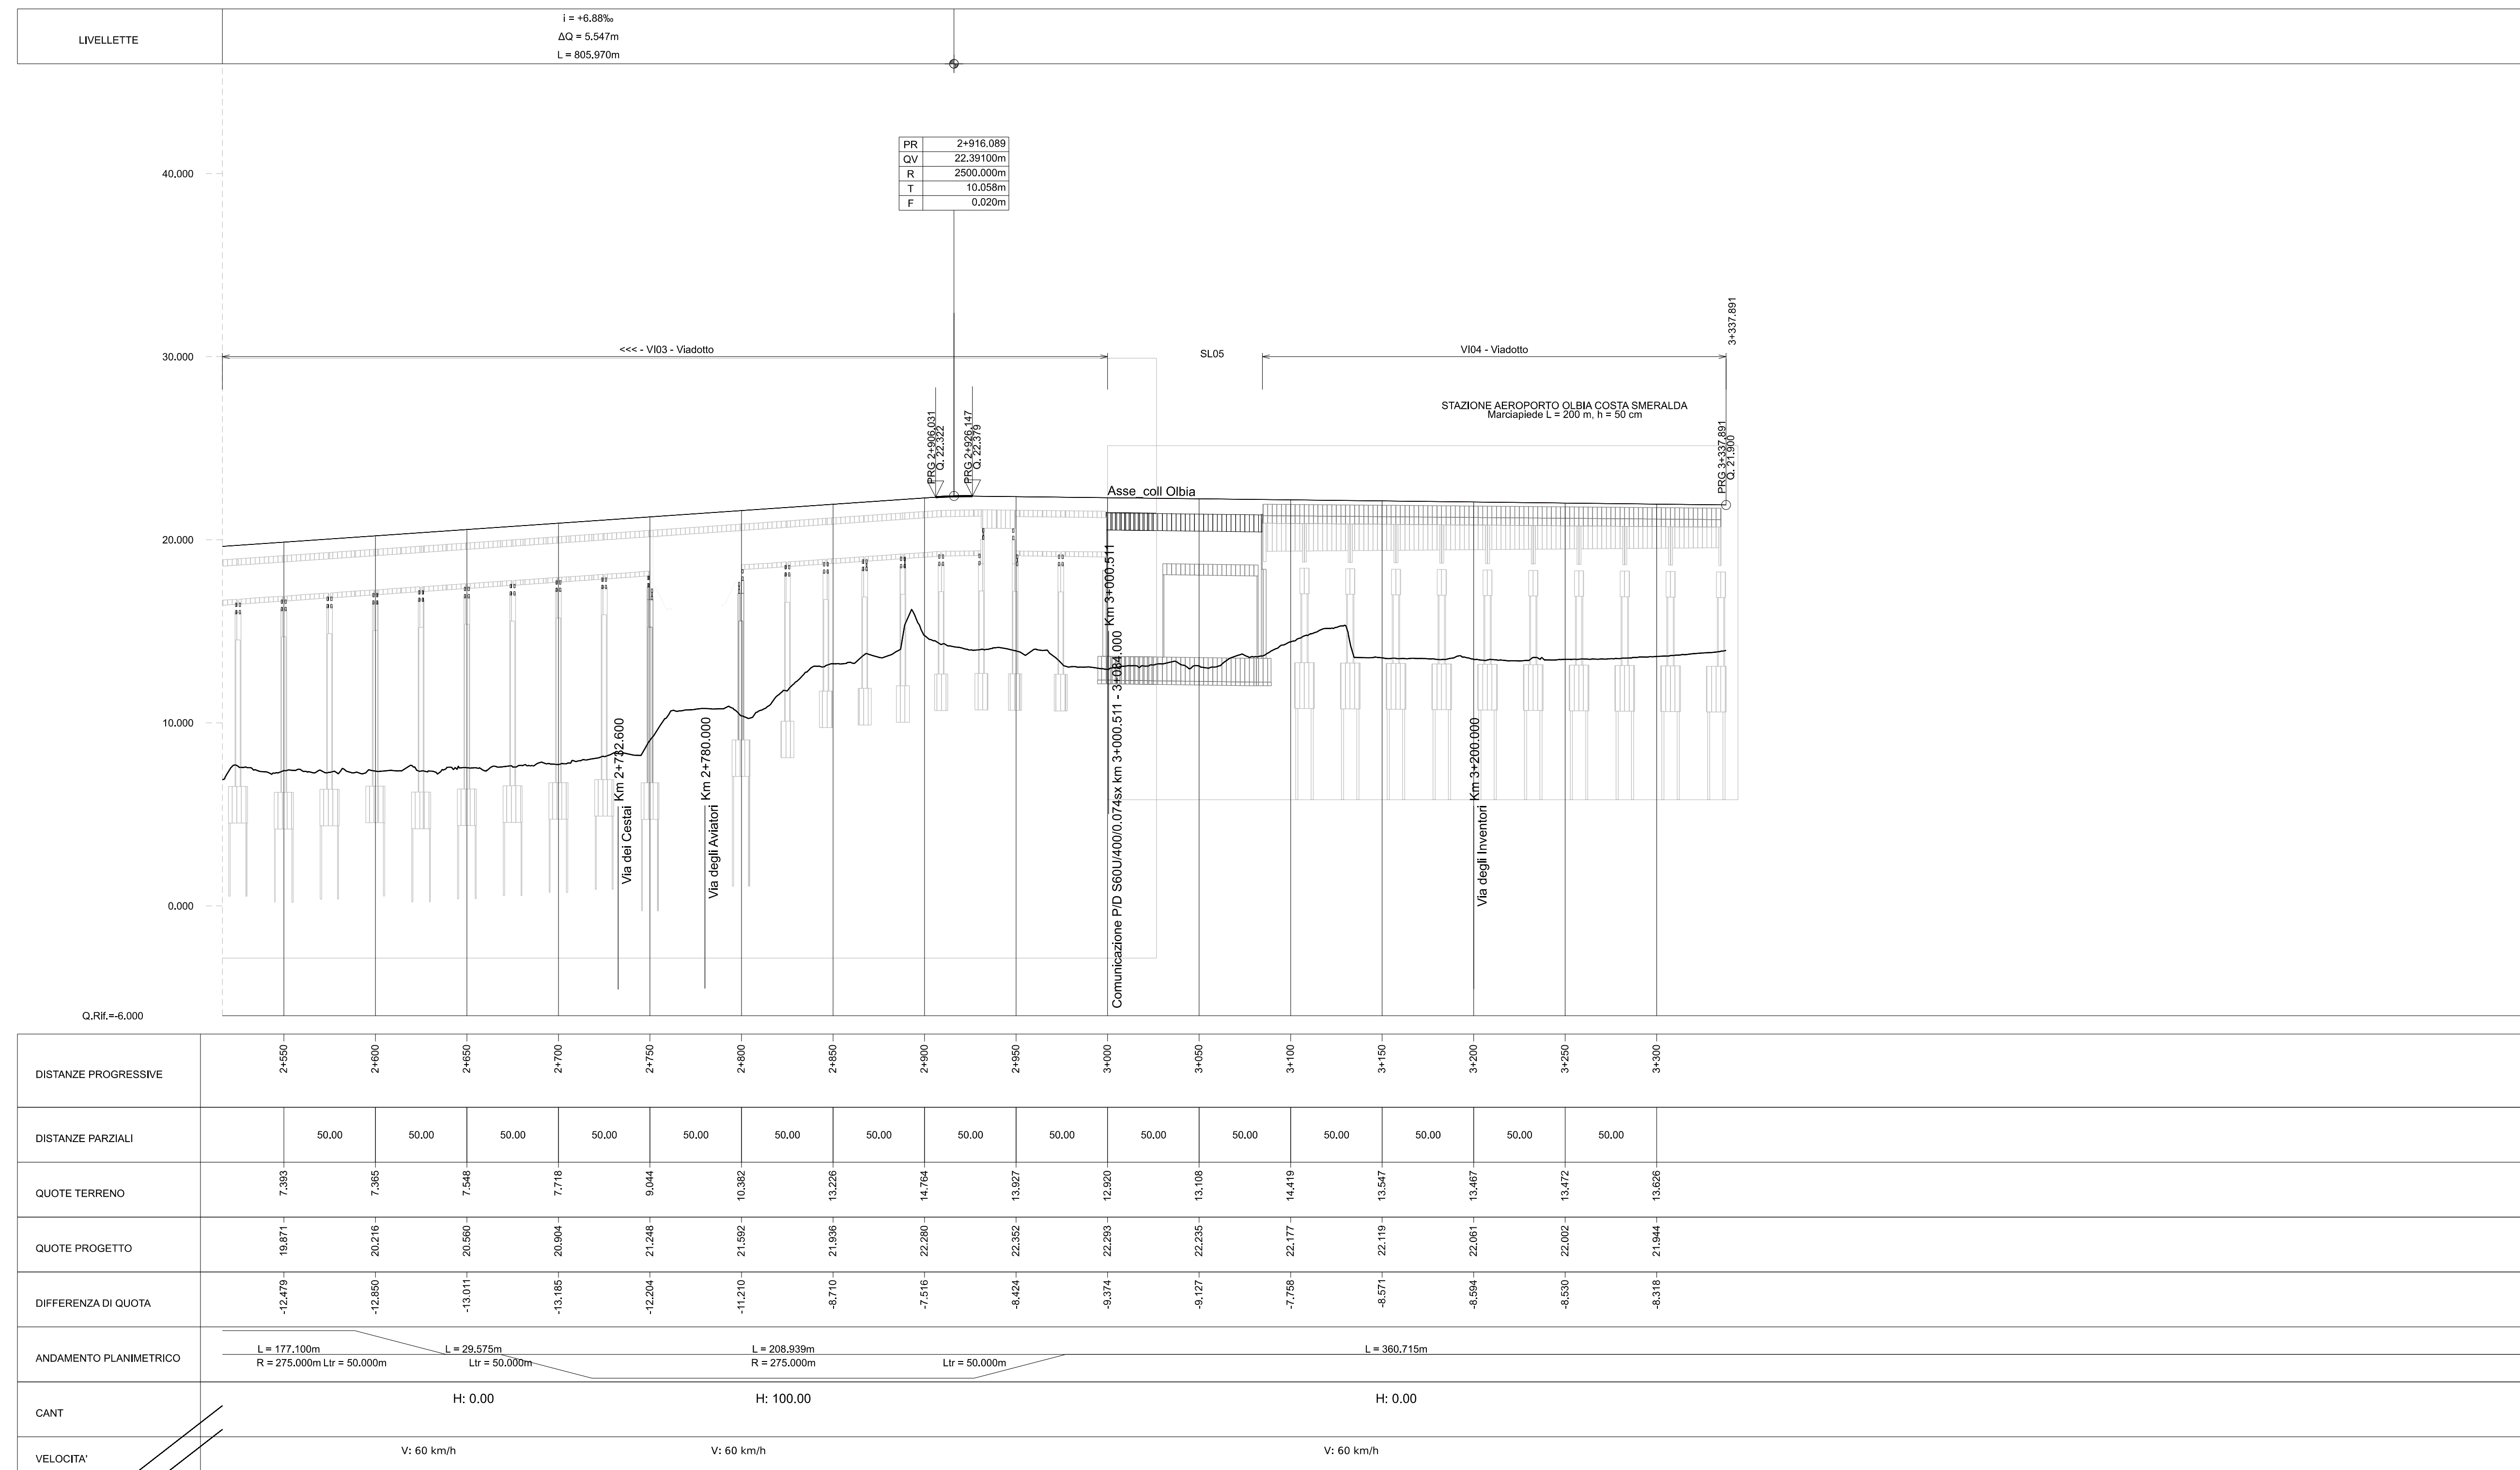 LIVELLETTE
i = +6.88‰
ΔQ = 5.547m
L = 805.970m
PR 2+916.089
QV 22.39100m
R 2500.000m
T 10.058m
F 0.020m
40.000
30.000
20.000
10.000
0.000
Q.Rif.=-6.000
<<< - VI03 - Viadotto
SL05
VI04 - Viadotto
3+337.891
STAZIONE AEROPORTO OLBIA COSTA SMERALDA
Marciapiede L = 200 m, h = 50 cm
PRG 2+906.031
Q. 22.322
PRG 2+926.147
Q. 22.379
PRG 3+337.891
Q. 21.900
Asse_coll Olbia
Km 3+000.511
Comunicazione P/D S60U/400/0.074sx km 3+000.511 - 3+084.000
Km 2+732.600
Via dei Cestai
Km 2+780.000
Via degli Aviatori
Km 3+200.000
Via degli Inventori
DISTANZE PROGRESSIVE 2+550 2+600 2+650 2+700 2+750 2+800 2+850 2+900 2+950 3+000 3+050 3+100 3+150 3+200 3+250 3+300
DISTANZE PARZIALI 50.00 50.00 50.00 50.00 50.00 50.00 50.00 50.00 50.00 50.00 50.00 50.00 50.00 50.00 50.00
QUOTE TERRENO 7.393 7.365 7.548 7.718 9.044 10.382 13.226 14.764 13.927 12.920 13.108 14.419 13.547 13.467 13.472 13.626
QUOTE PROGETTO 19.871 20.216 20.560 20.904 21.248 21.592 21.936 22.280 22.352 22.293 22.235 22.177 22.119 22.061 22.002 21.944
DIFFERENZA DI QUOTA -12.479 -12.850 -13.011 -13.185 -12.204 -11.210 -8.710 -7.516 -8.424 -9.374 -9.127 -7.758 -8.571 -8.594 -8.530 -8.318
ANDAMENTO PLANIMETRICO
L = 177.100m L = 29.575m L = 208.939m L = 360.715m
R = 275.000m Ltr = 50.000m Ltr = 50.000m R = 275.000m Ltr = 50.000m
CANT H: 0.00 H: 100.00 H: 0.00
VELOCITA' V: 60 km/h V: 60 km/h V: 60 km/h